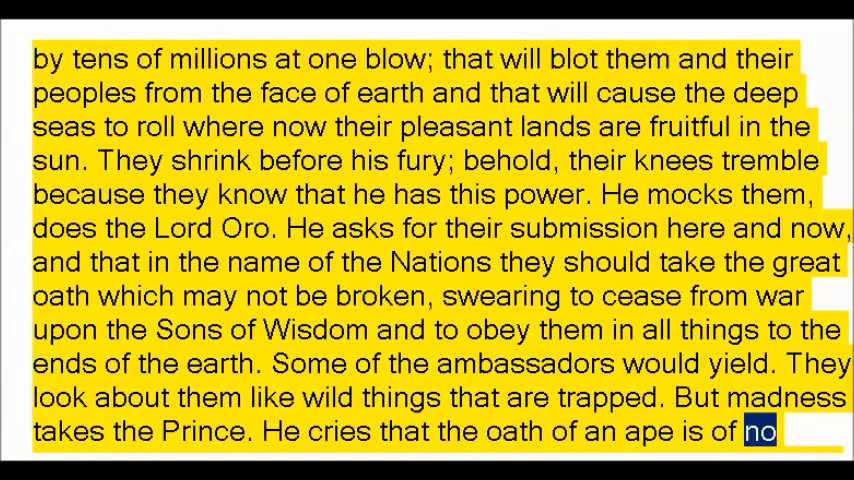 by tens of millions at one blow; that will blot them and their
peoples from the face of earth and that will cause the deep
seas to roll where now their pleasant lands are fruitful in the
sun. They shrink before his fury; behold, their knees tremble
because they know that he has this power. He mocks them,
does the Lord Oro. He asks for their submission here and now,
and that in the name of the Nations they should take the great
oath which may not be broken, swearing to cease from war
upon the Sons of Wisdom and to obey them in all things to the
ends of the earth. Some of the ambassadors would yield. They
look about them like wild things that are trapped. But madness
takes the Prince. He cries that the oath of an ape is of no